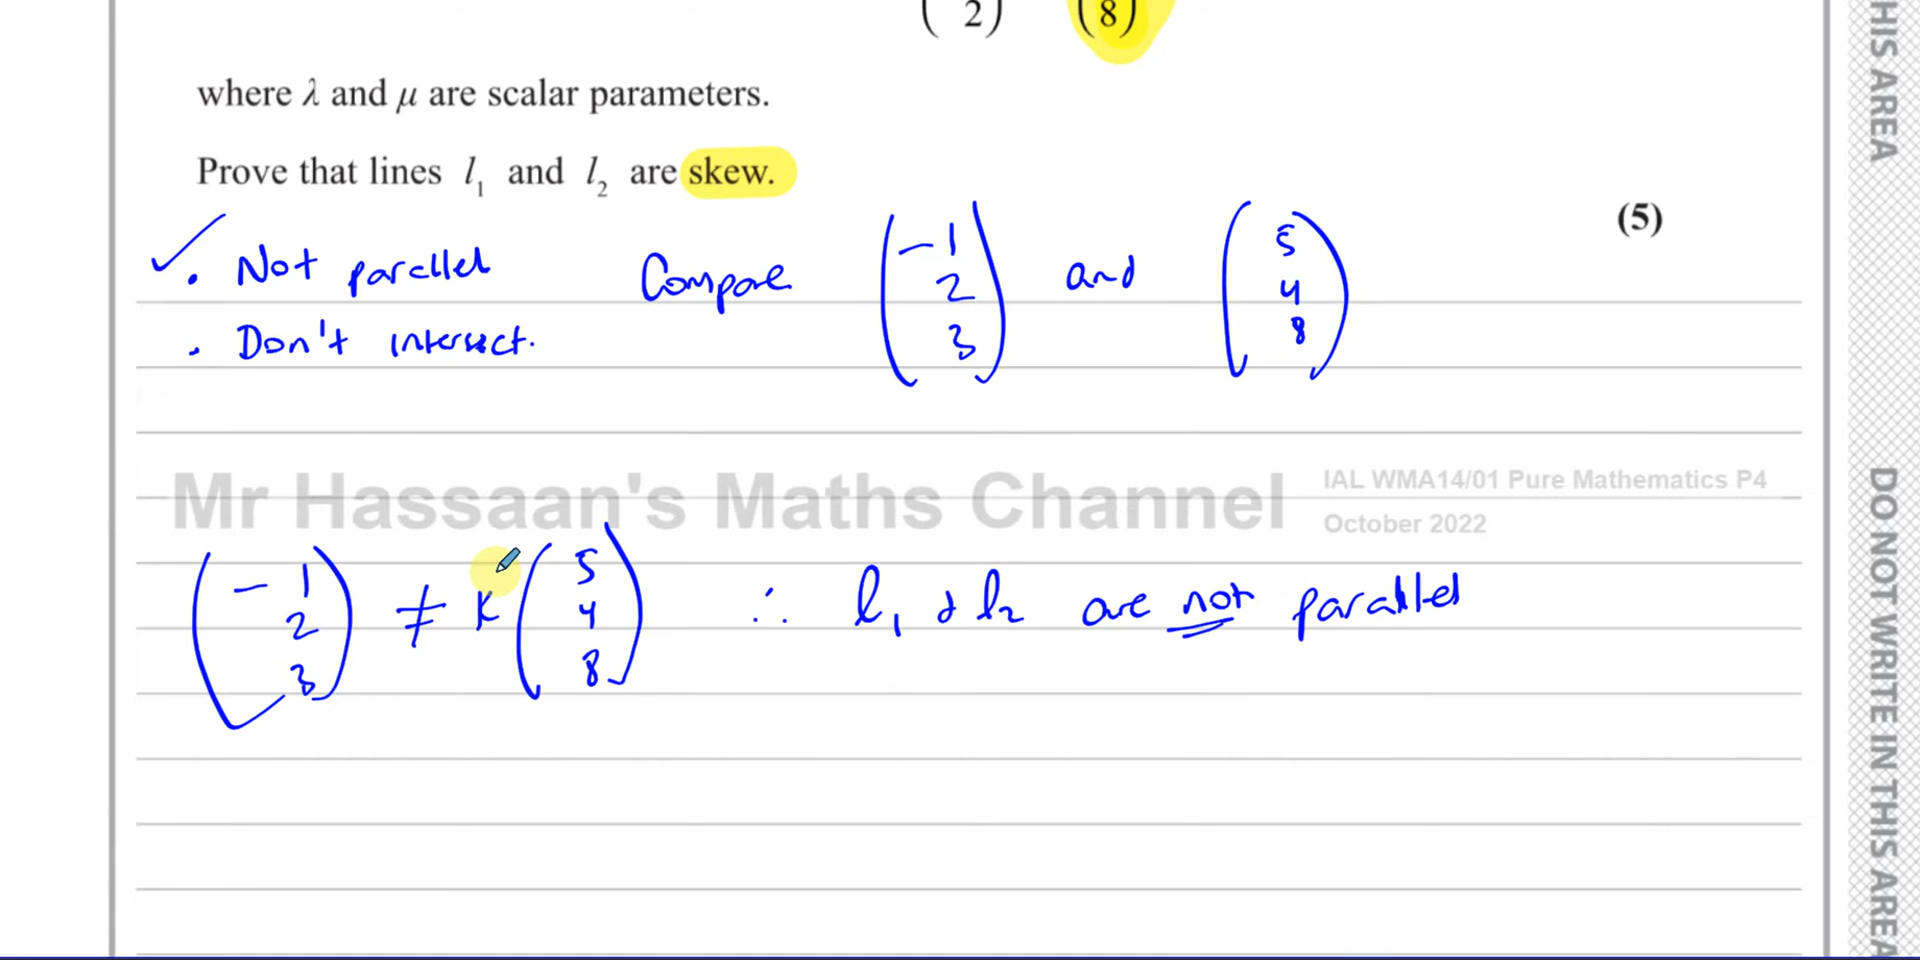 ( 2) (8)
where λ and μ are scalar parameters.
Prove that lines l₁ and l₂ are skew.
(5)
✓ . Not parallel Compare (-1 2 3) and (5 4 8)
. Don't intersect.
Mr Hassaan's Maths Channel
IAL WMA14/01 Pure Mathematics P4
October 2022
(-1 2 3) ≠ K (5 4 8) ∴ l₁ & l₂ are not parallel
HIS AREA
DO NOT WRITE IN THIS AREA